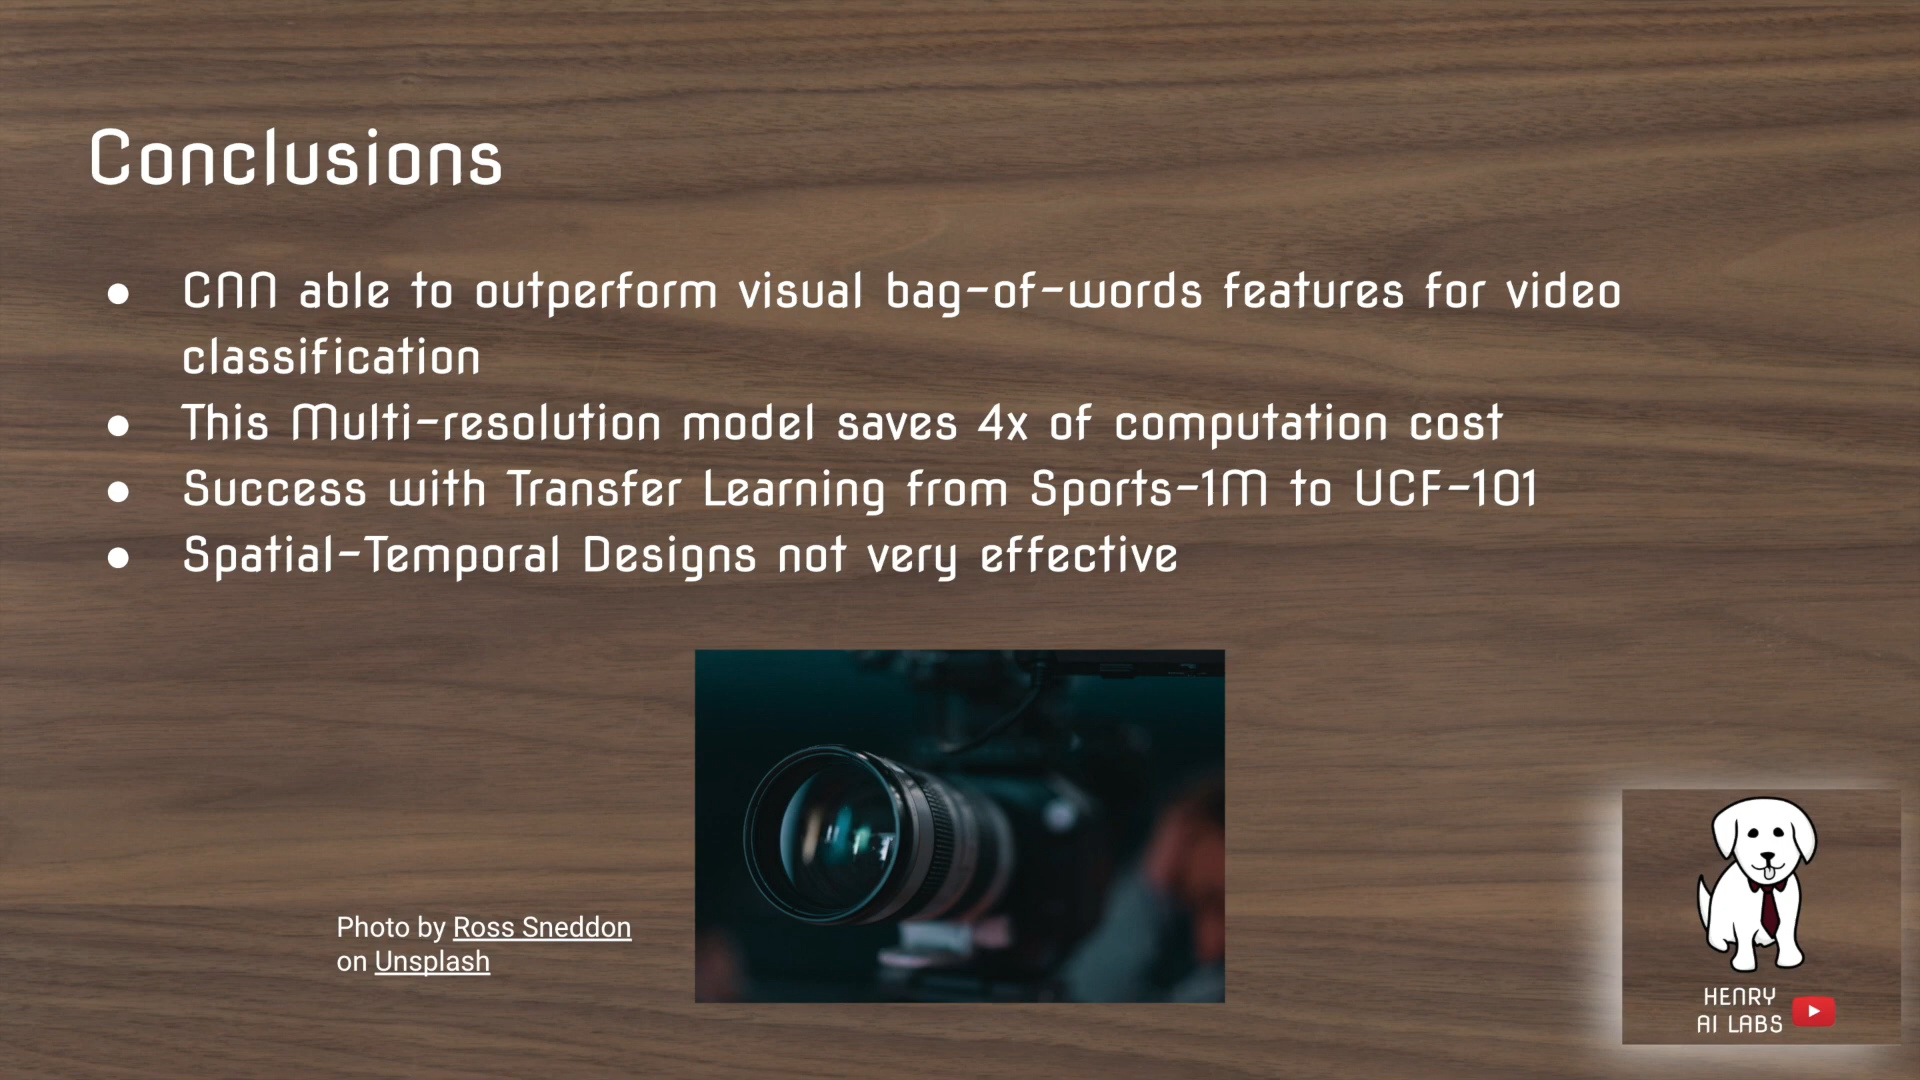 Conclusions
● CNN able to outperform visual bag-of-words features for video
classification
● This Multi-resolution model saves 4x of computation cost
● Success with Transfer Learning from Sports-1M to UCF-101
● Spatial-Temporal Designs not very effective
Photo by Ross Sneddon
on Unsplash
HENRY
AI LABS